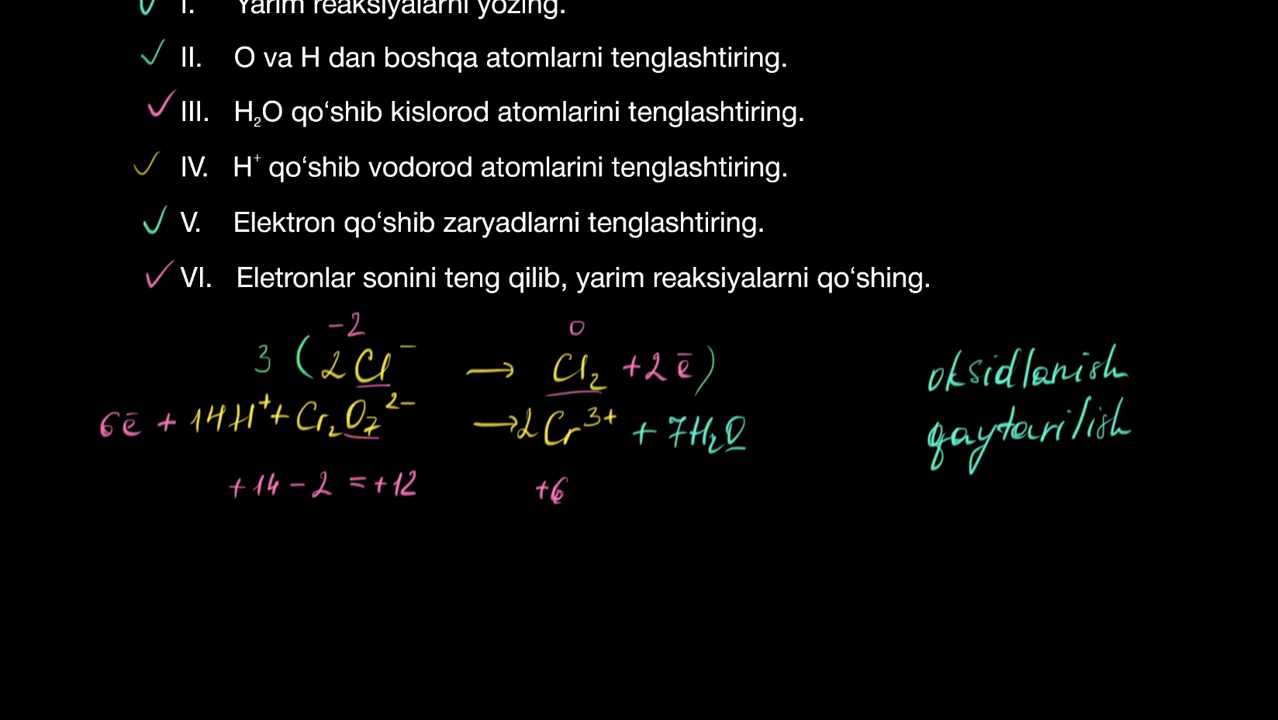 I. Yarim reaksiyalarni yozing.
II. O va H dan boshqa atomlarni tenglashtiring.
III. H₂O qo‘shib kislorod atomlarini tenglashtiring.
IV. H⁺ qo‘shib vodorod atomlarini tenglashtiring.
V. Elektron qo‘shib zaryadlarni tenglashtiring.
VI. Eletronlar sonini teng qilib, yarim reaksiyalarni qo‘shing.
-2 0
3 (2Cl⁻ → Cl₂ + 2ē) oksidlanish
6ē + 14H⁺ + Cr₂O₇²⁻ → 2Cr³⁺ + 7H₂O qaytarilish
+14 - 2 = +12 +6